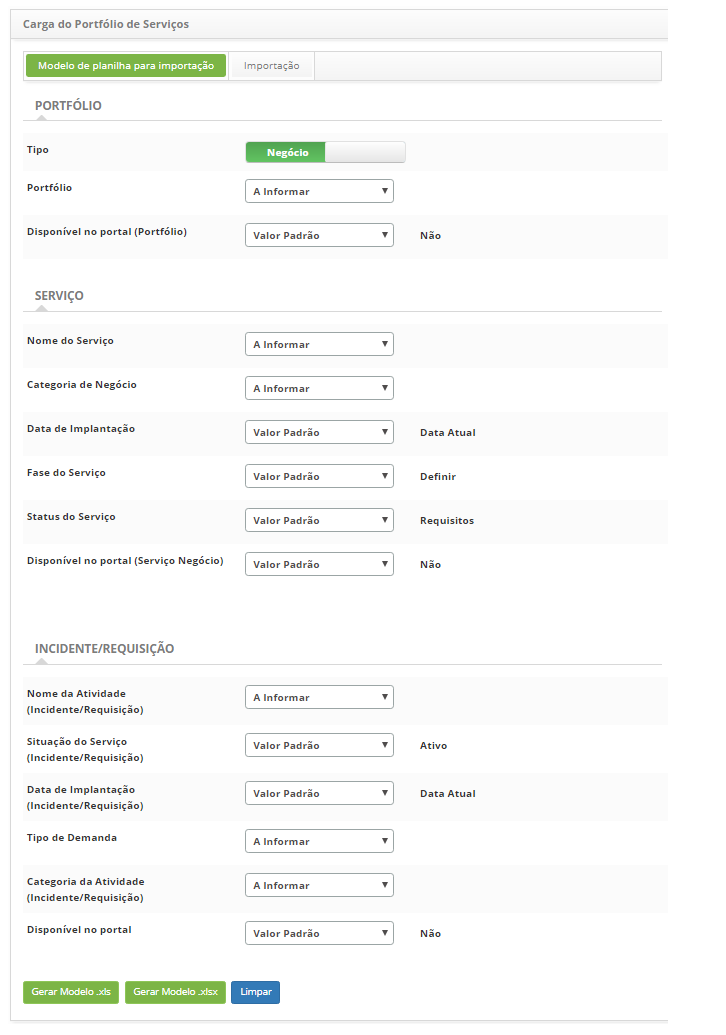 Carga do Portfólio de Serviços
Modelo de planilha para importação Importação
PORTFÓLIO
Tipo Negócio
Portfólio A Informar
Disponível no portal (Portfólio) Valor Padrão Não
SERVIÇO
Nome do Serviço A Informar
Categoria de Negócio A Informar
Data de Implantação Valor Padrão Data Atual
Fase do Serviço Valor Padrão Definir
Status do Serviço Valor Padrão Requisitos
Disponível no portal (Serviço Negócio) Valor Padrão Não
INCIDENTE/REQUISIÇÃO
Nome da Atividade
(Incidente/Requisição) A Informar
Situação do Serviço
(Incidente/Requisição) Valor Padrão Ativo
Data de Implantação
(Incidente/Requisição) Valor Padrão Data Atual
Tipo de Demanda A Informar
Categoria da Atividade
(Incidente/Requisição) A Informar
Disponível no portal Valor Padrão Não
Gerar Modelo .xls Gerar Modelo .xlsx Limpar